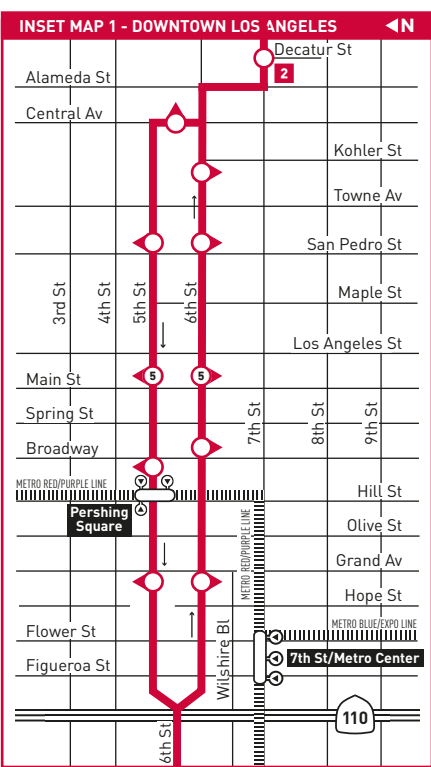 INSET MAP 1 - DOWNTOWN LOS ANGELES
N
Decatur St
2
Alameda St
Central Av
Kohler St
Towne Av
San Pedro St
3rd St
4th St
5th St
6th St
Maple St
Los Angeles St
Main St
5
5
Spring St
7th St
8th St
9th St
Broadway
METRO RED/PURPLE LINE
Hill St
Pershing
Square
Olive St
METRO RED/PURPLE LINE
Grand Av
Hope St
Flower St
Wilshire Bl
METRO BLUE/EXPO LINE
7th St/Metro Center
Figueroa St
110
6th St